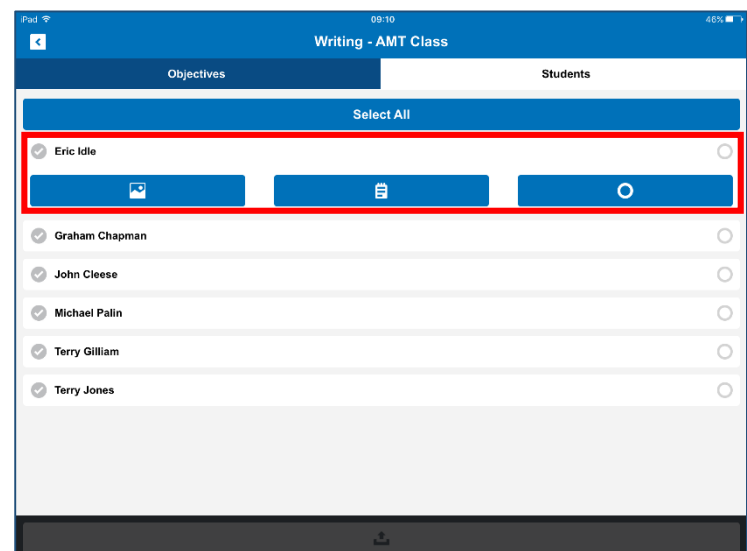 iPad 09:10 46%
Writing - AMT Class
Objectives Students
Select All
Eric Idle
Graham Chapman
John Cleese
Michael Palin
Terry Gilliam
Terry Jones